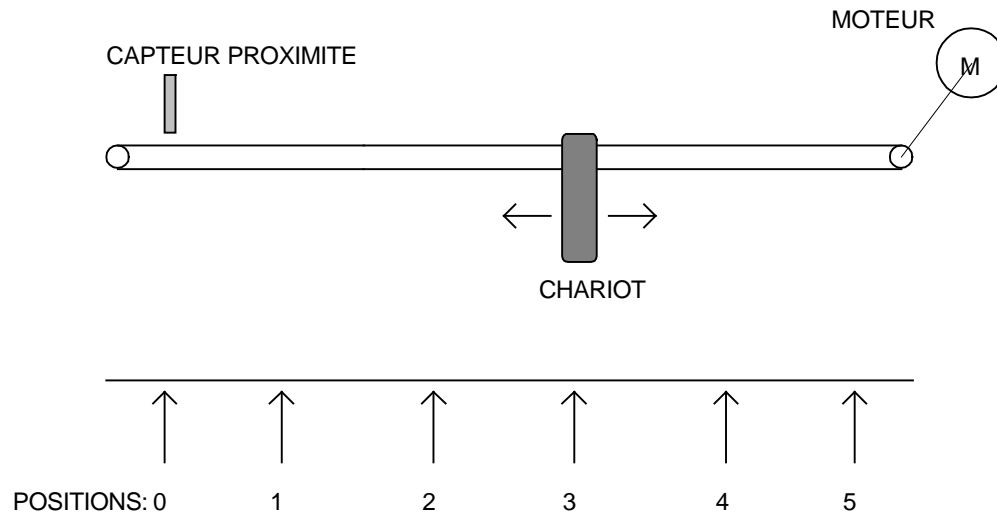 MOTEUR
CAPTEUR PROXIMITE
M
CHARIOT
POSITIONS: 0 1 2 3 4 5